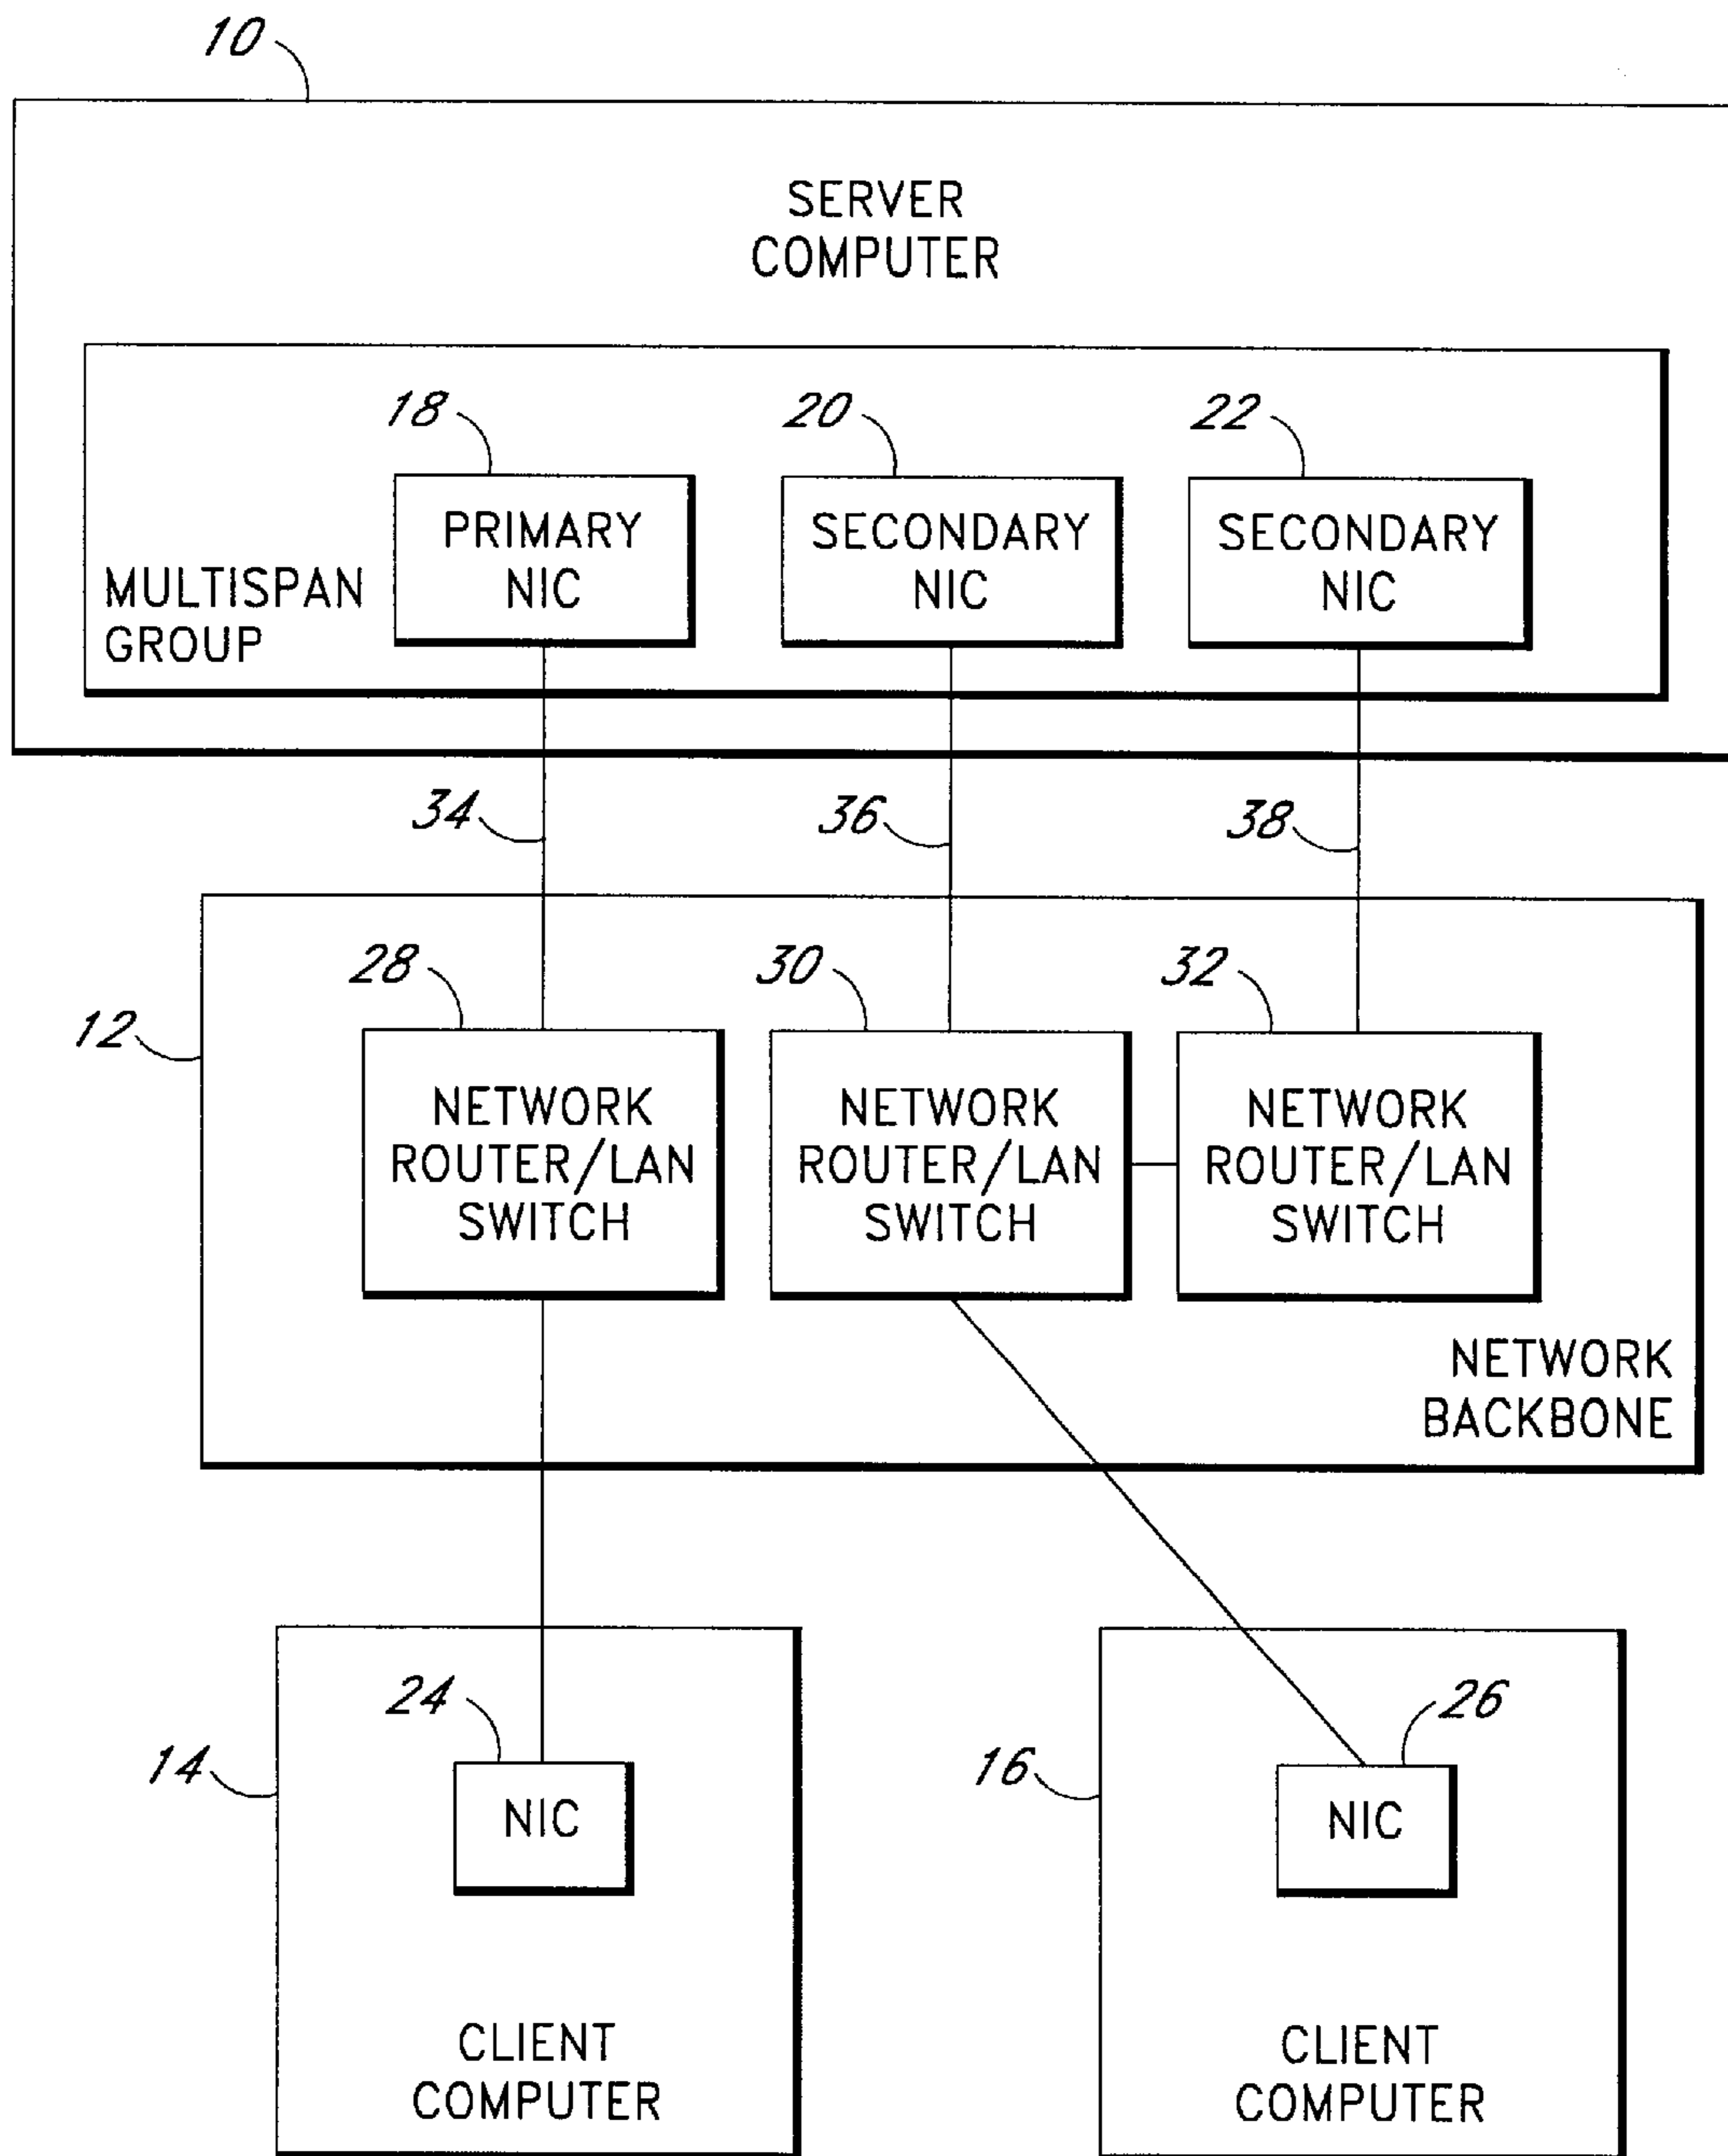 10
SERVER
COMPUTER
18
20
22
PRIMARY
NIC
SECONDARY
NIC
SECONDARY
NIC
MULTISPAN
GROUP
34
36
38
28
30
32
12
NETWORK
ROUTER/LAN
SWITCH
NETWORK
ROUTER/LAN
SWITCH
NETWORK
ROUTER/LAN
SWITCH
NETWORK
BACKBONE
24
26
14
16
NIC
NIC
CLIENT
COMPUTER
CLIENT
COMPUTER